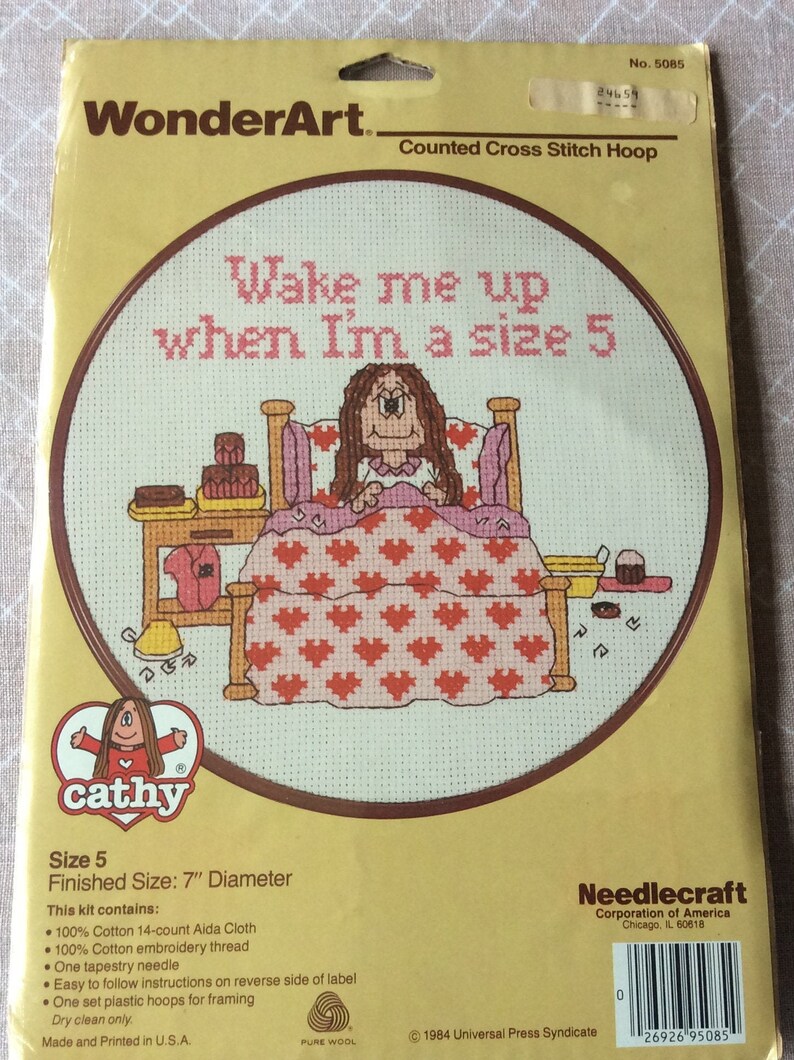 No. 5085
24659
WonderArt®
Counted Cross Stitch Hoop
Wake me up
when I'm a size 5
cathy®
Size 5
Finished Size: 7" Diameter
This kit contains:
• 100% Cotton 14-count Aida Cloth
• 100% Cotton embroidery thread
• One tapestry needle
• Easy to follow instructions on reverse side of label
• One set plastic hoops for framing
Dry clean only.
Made and Printed in U.S.A.
PURE WOOL
© 1984 Universal Press Syndicate
Needlecraft
Corporation of America
Chicago, IL 60618
0 26926 95085